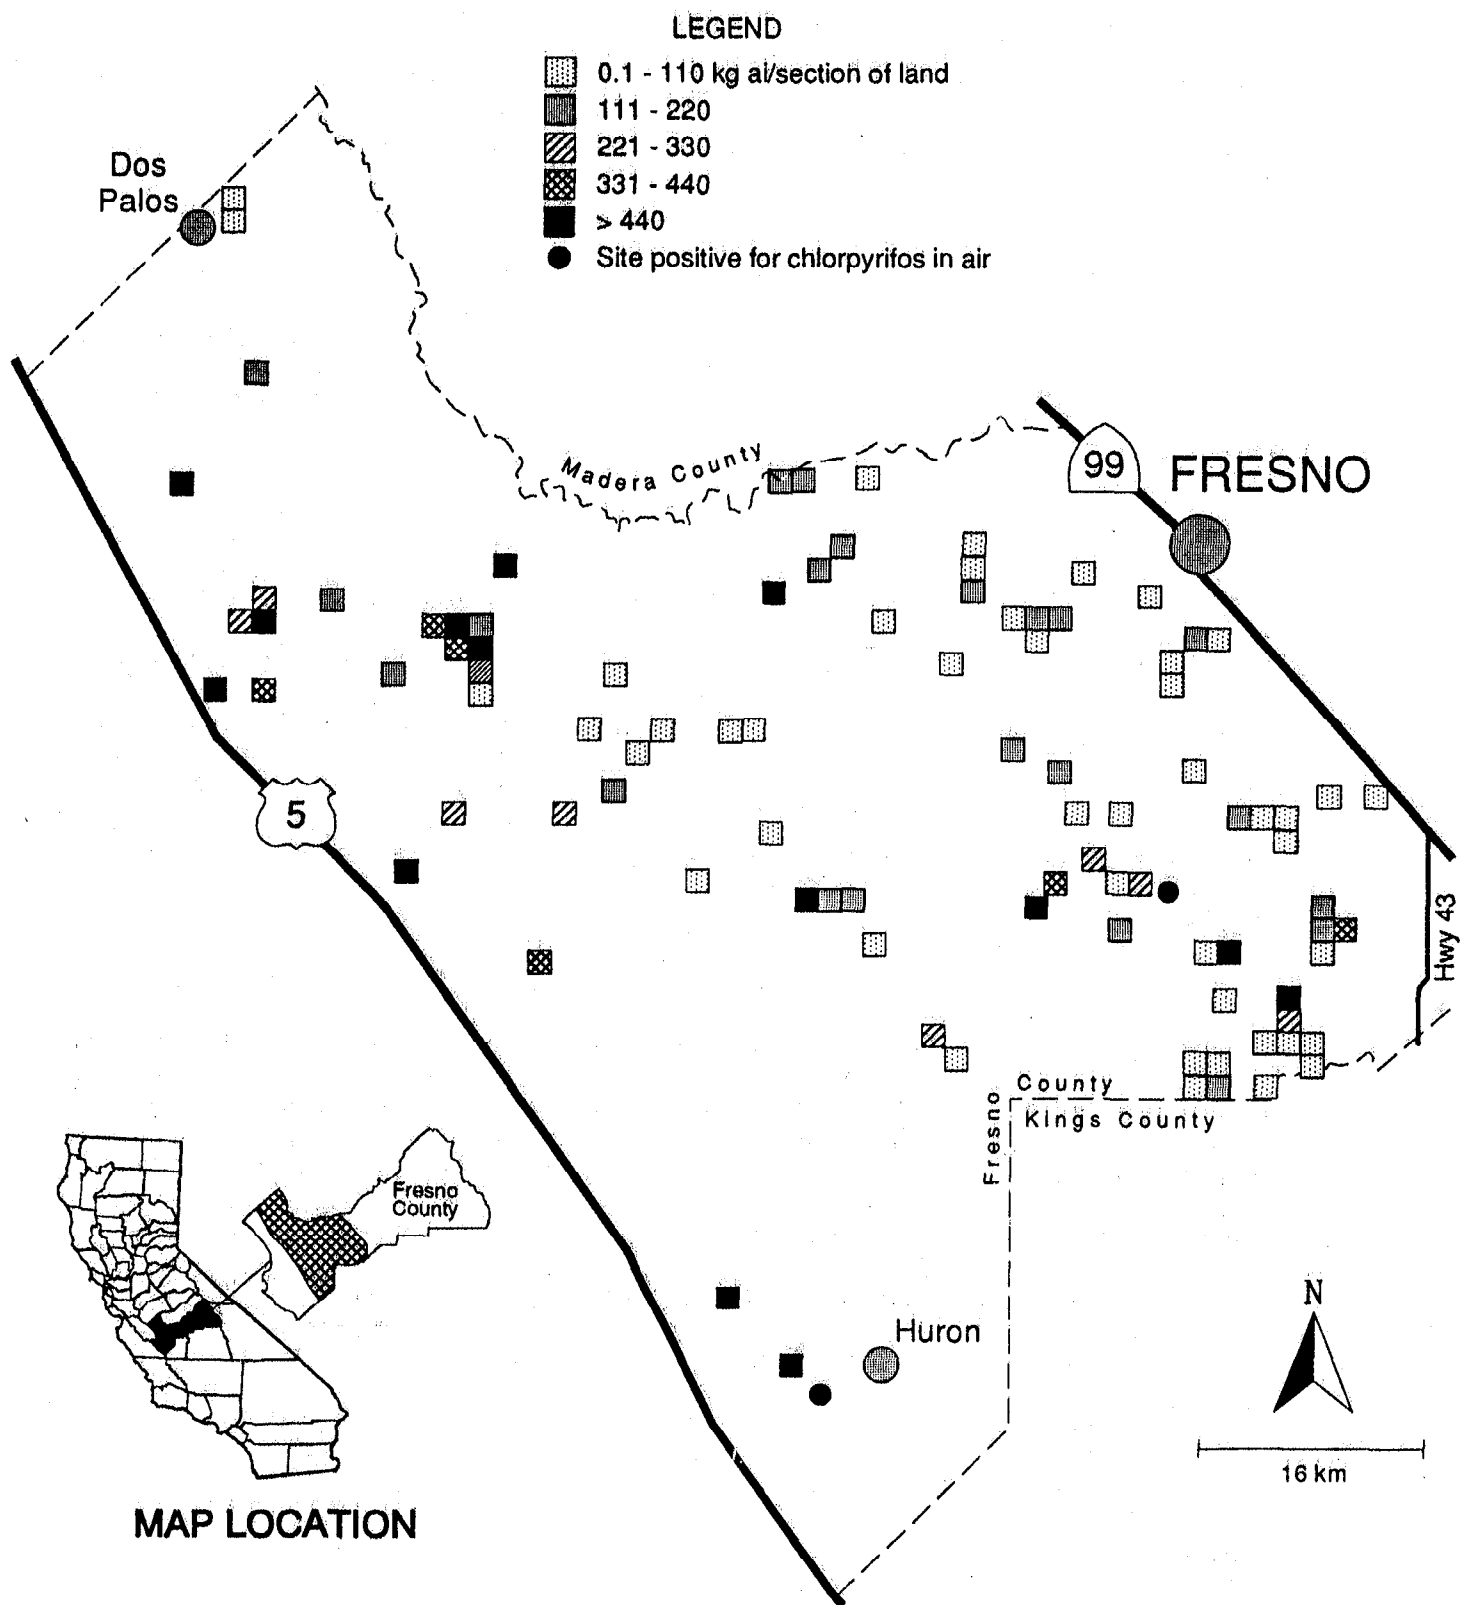 LEGEND
0.1 - 110 kg ai/section of land
111 - 220
221 - 330
331 - 440
> 440
Site positive for chlorpyrifos in air
Dos
Palos
Madera County
99
FRESNO
5
Hwy 43
Fresno
County
Kings County
Fresno
County
Huron
N
16 km
MAP LOCATION